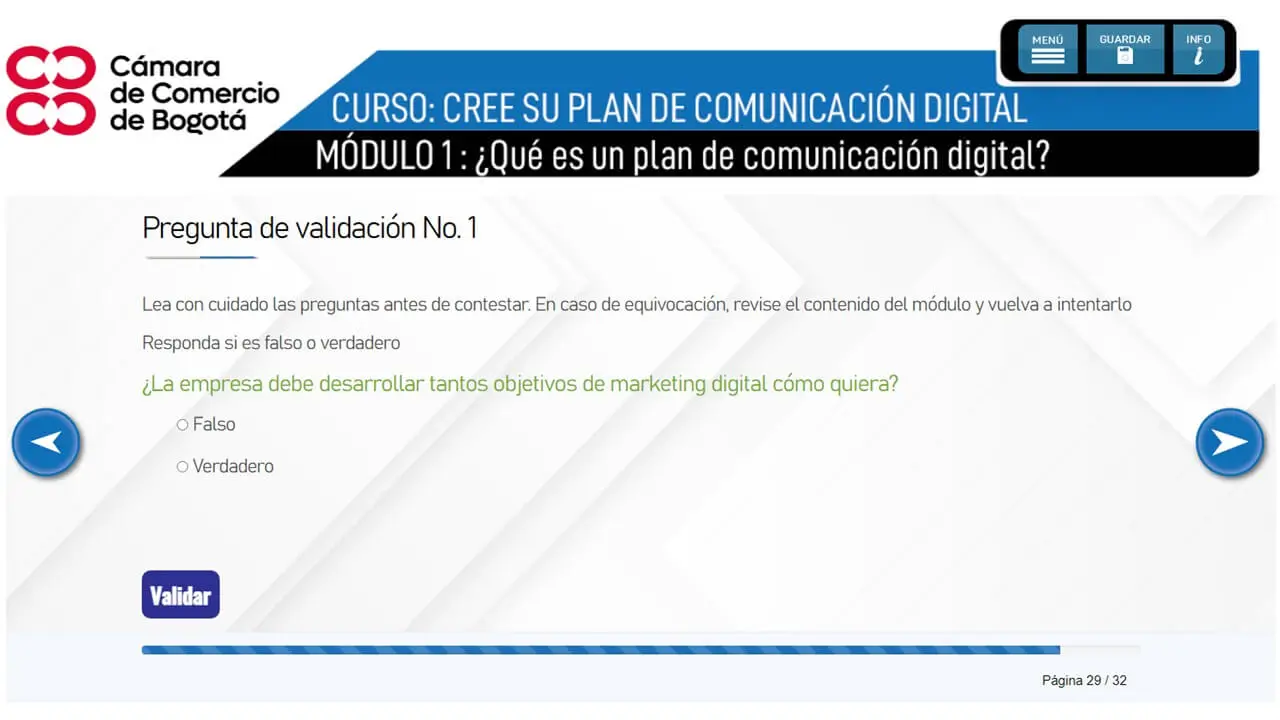 Cámara
de Comercio
de Bogotá
MENÚ
GUARDAR
INFO
CURSO: CREE SU PLAN DE COMUNICACIÓN DIGITAL
MÓDULO 1 : ¿Qué es un plan de comunicación digital?
Pregunta de validación No. 1
Lea con cuidado las preguntas antes de contestar. En caso de equivocación, revise el contenido del módulo y vuelva a intentarlo
Responda si es falso o verdadero
¿La empresa debe desarrollar tantos objetivos de marketing digital cómo quiera?
Falso
Verdadero
Validar
Página 29 / 32